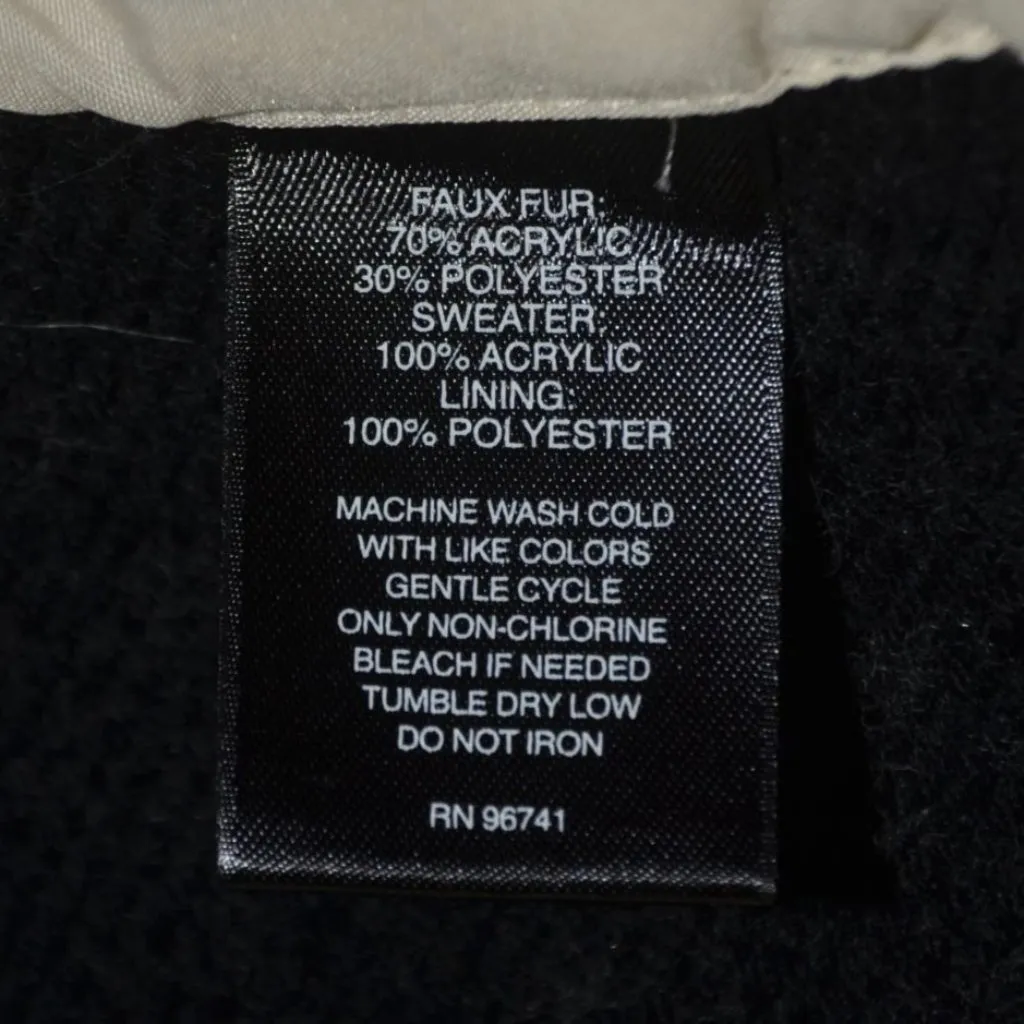 FAUX FUR:
70% ACRYLIC
30% POLYESTER
SWEATER:
100% ACRYLIC
LINING:
100% POLYESTER
MACHINE WASH COLD
WITH LIKE COLORS
GENTLE CYCLE
ONLY NON-CHLORINE
BLEACH IF NEEDED
TUMBLE DRY LOW
DO NOT IRON
RN 96741